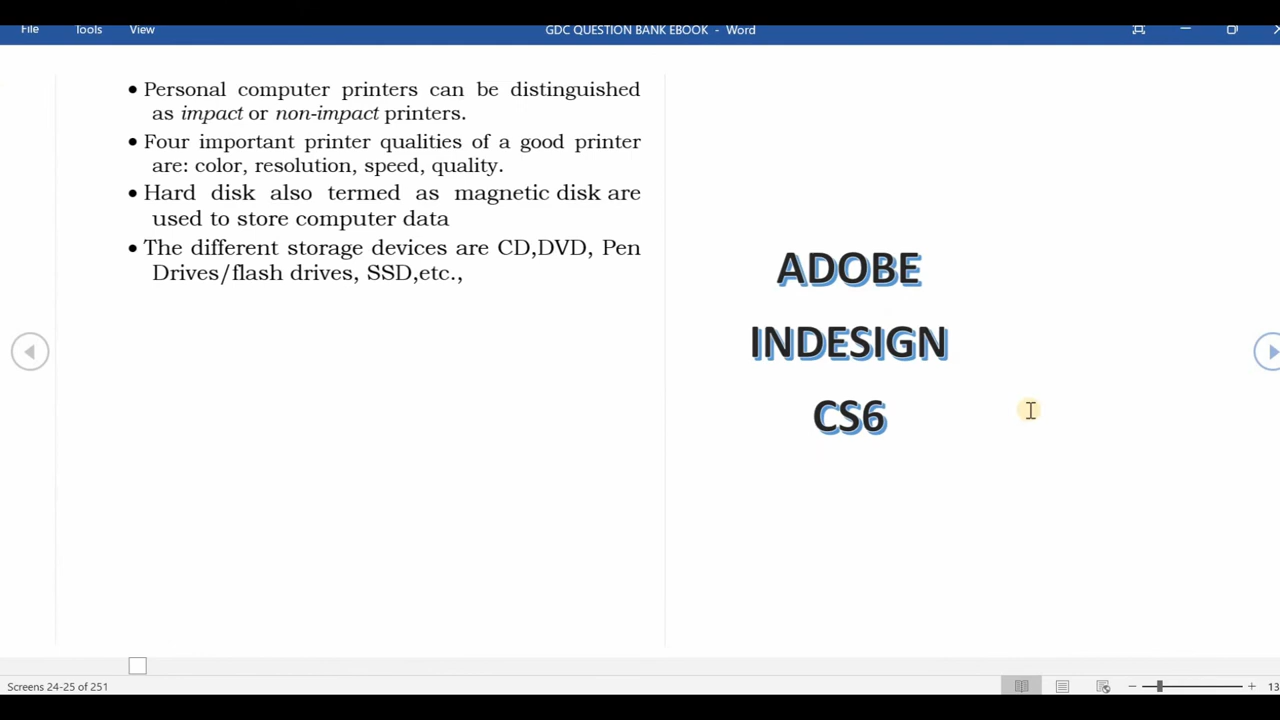 File Tools View GDC QUESTION BANK EBOOK - Word
• Personal computer printers can be distinguished
as impact or non-impact printers.
• Four important printer qualities of a good printer
are: color, resolution, speed, quality.
• Hard disk also termed as magnetic disk are
used to store computer data
• The different storage devices are CD,DVD, Pen
Drives/flash drives, SSD,etc.,
ADOBE
INDESIGN
CS6
Screens 24-25 of 251
13